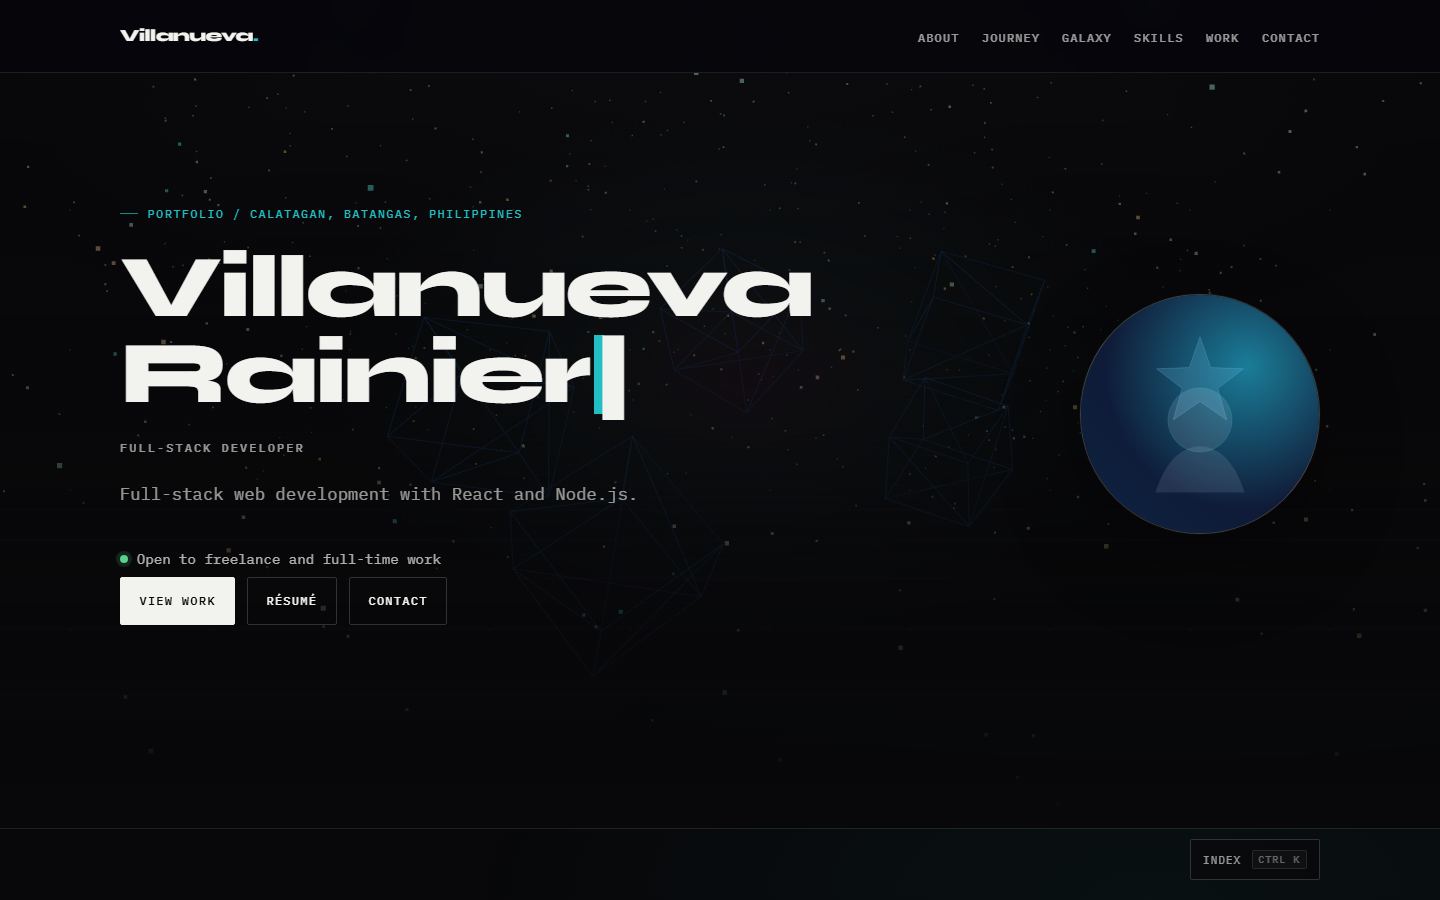 Villanueva.
ABOUT JOURNEY GALAXY SKILLS WORK CONTACT
PORTFOLIO / CALATAGAN, BATANGAS, PHILIPPINES
Villanueva
Rainier
FULL-STACK DEVELOPER
Full-stack web development with React and Node.js.
Open to freelance and full-time work
VIEW WORK RÉSUMÉ CONTACT
INDEX CTRL K